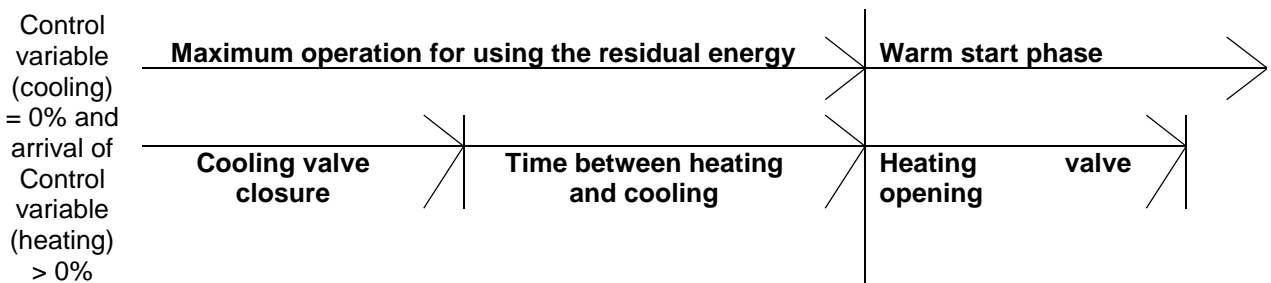 Control
variable
(cooling)
= 0% and
arrival of
Control
variable
(heating)
> 0%
Maximum operation for using the residual energy
Warm start phase
Cooling valve
closure
Time between heating
and cooling
Heating valve
opening